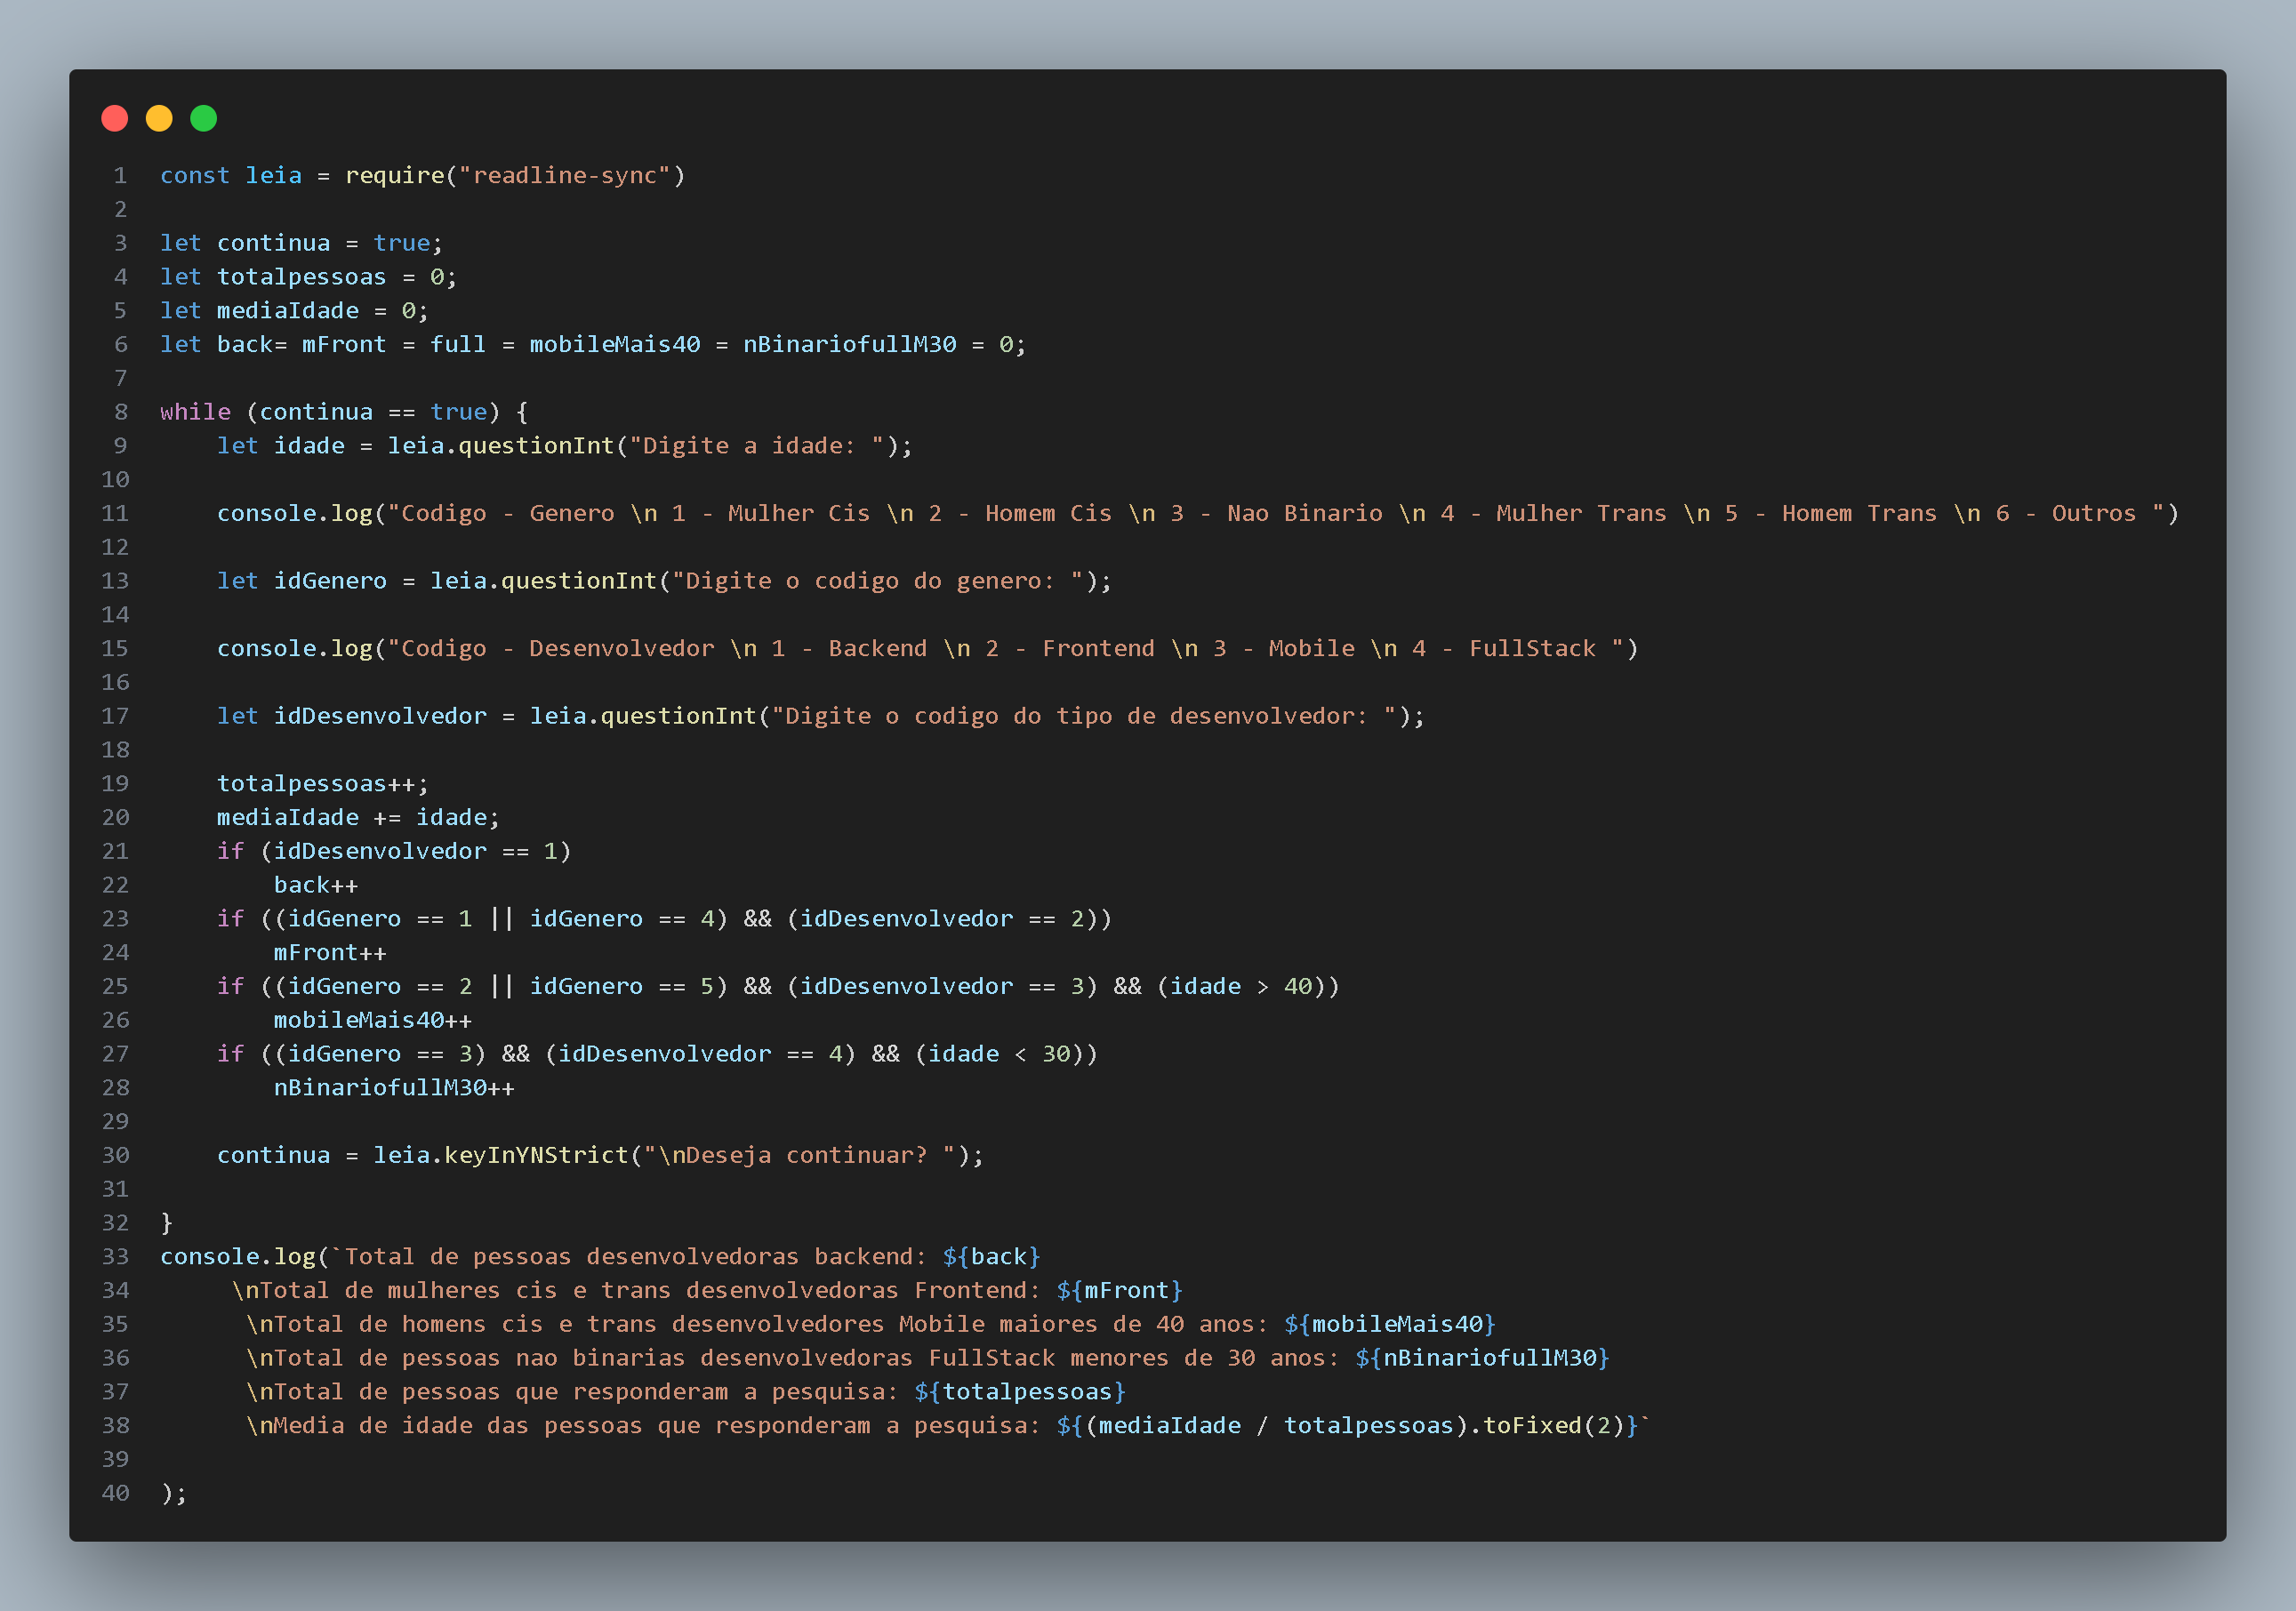 1 const leia = require("readline-sync")
2
3 let continua = true;
4 let totalpessoas = 0;
5 let mediaIdade = 0;
6 let back= mFront = full = mobileMais40 = nBinariofullM30 = 0;
7
8 while (continua == true) {
9     let idade = leia.questionInt("Digite a idade: ");
10
11     console.log("Codigo - Genero \n 1 - Mulher Cis \n 2 - Homem Cis \n 3 - Nao Binario \n 4 - Mulher Trans \n 5 - Homem Trans \n 6 - Outros ")
12
13     let idGenero = leia.questionInt("Digite o codigo do genero: ");
14
15     console.log("Codigo - Desenvolvedor \n 1 - Backend \n 2 - Frontend \n 3 - Mobile \n 4 - FullStack ")
16
17     let idDesenvolvedor = leia.questionInt("Digite o codigo do tipo de desenvolvedor: ");
18
19     totalpessoas++;
20     mediaIdade += idade;
21     if (idDesenvolvedor == 1)
22         back++
23     if ((idGenero == 1 || idGenero == 4) && (idDesenvolvedor == 2))
24         mFront++
25     if ((idGenero == 2 || idGenero == 5) && (idDesenvolvedor == 3) && (idade > 40))
26         mobileMais40++
27     if ((idGenero == 3) && (idDesenvolvedor == 4) && (idade < 30))
28         nBinariofullM30++
29
30     continua = leia.keyInYNStrict("\nDeseja continuar? ");
31
32 }
33 console.log(`Total de pessoas desenvolvedoras backend: ${back}
34      \nTotal de mulheres cis e trans desenvolvedoras Frontend: ${mFront}
35       \nTotal de homens cis e trans desenvolvedores Mobile maiores de 40 anos: ${mobileMais40}
36       \nTotal de pessoas nao binarias desenvolvedoras FullStack menores de 30 anos: ${nBinariofullM30}
37       \nTotal de pessoas que responderam a pesquisa: ${totalpessoas}
38       \nMedia de idade das pessoas que responderam a pesquisa: ${(mediaIdade / totalpessoas).toFixed(2)}`
39
40 );